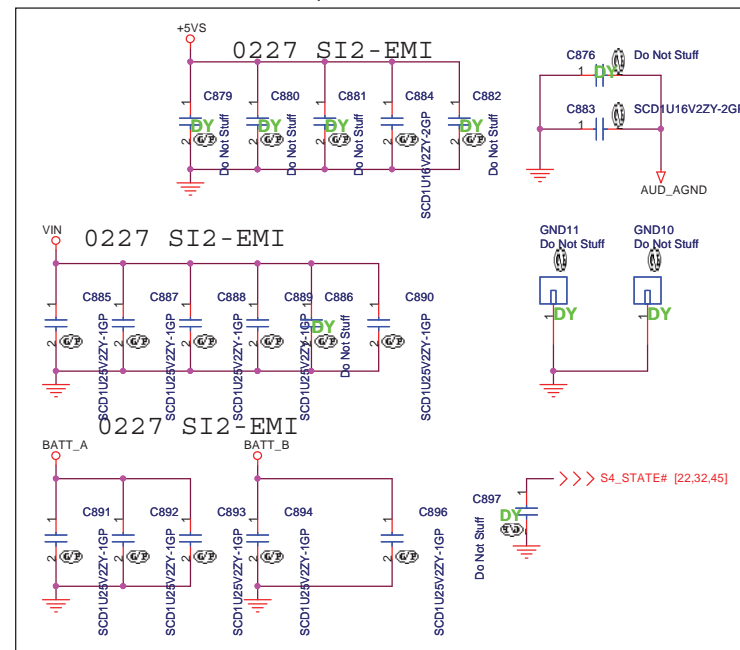 +5VS
0227 SI2-EMI
C879
C880
C881
C884
C882
1
1
1
1
1
DY
DY
DY
DY
2
2
2
2
2
G/P
G/P
G/P
G/P
G/P
Do Not Stuff
Do Not Stuff
Do Not Stuff
SCD1U16V2ZY-2GP
Do Not Stuff
C876
Do Not Stuff
1
DY
C883
SCD1U16V2ZY-2GP
1
AUD_AGND
VIN
0227 SI2-EMI
C885
C887
C888
C889
C886
C890
1
1
1
1
1
1
DY
2
2
2
2
2
2
G/P
G/P
G/P
G/P
G/P
G/P
SCD1U25V2ZY-1GP
SCD1U25V2ZY-1GP
SCD1U25V2ZY-1GP
SCD1U25V2ZY-1GP
Do Not Stuff
SCD1U25V2ZY-1GP
GND11
Do Not Stuff
GND10
Do Not Stuff
1
DY
1
DY
0227 SI2-EMI
BATT_A
BATT_B
C891
C892
C893
C894
C896
1
1
1
1
1
2
2
2
2
2
G/P
G/P
G/P
G/P
G/P
SCD1U25V2ZY-1GP
SCD1U25V2ZY-1GP
SCD1U25V2ZY-1GP
SCD1U25V2ZY-1GP
SCD1U25V2ZY-1GP
S4_STATE# [22,32,45]
C897
1
DY
Do Not Stuff